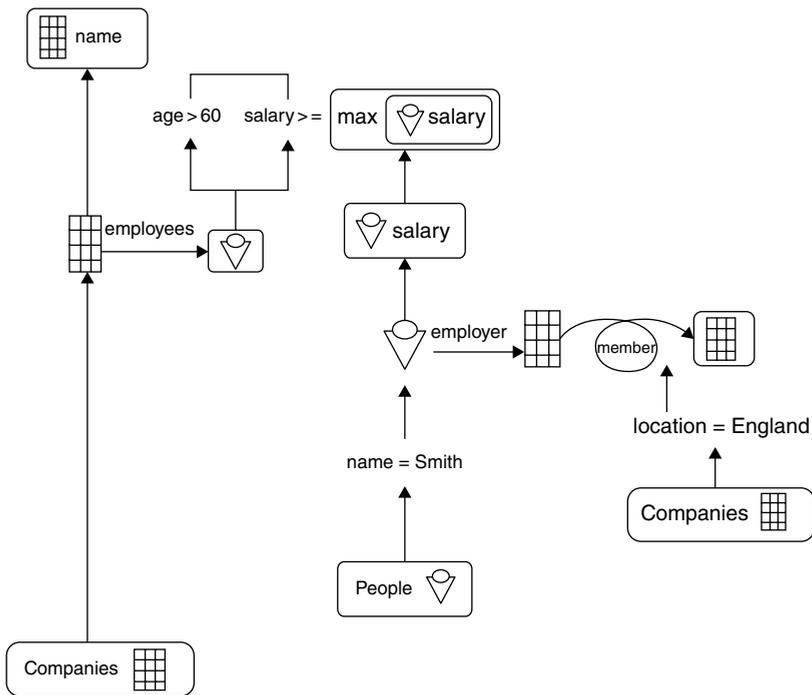 name
age > 60 salary > = max salary
employees
salary
employer
member
location = England
name = Smith
Companies
People
Companies